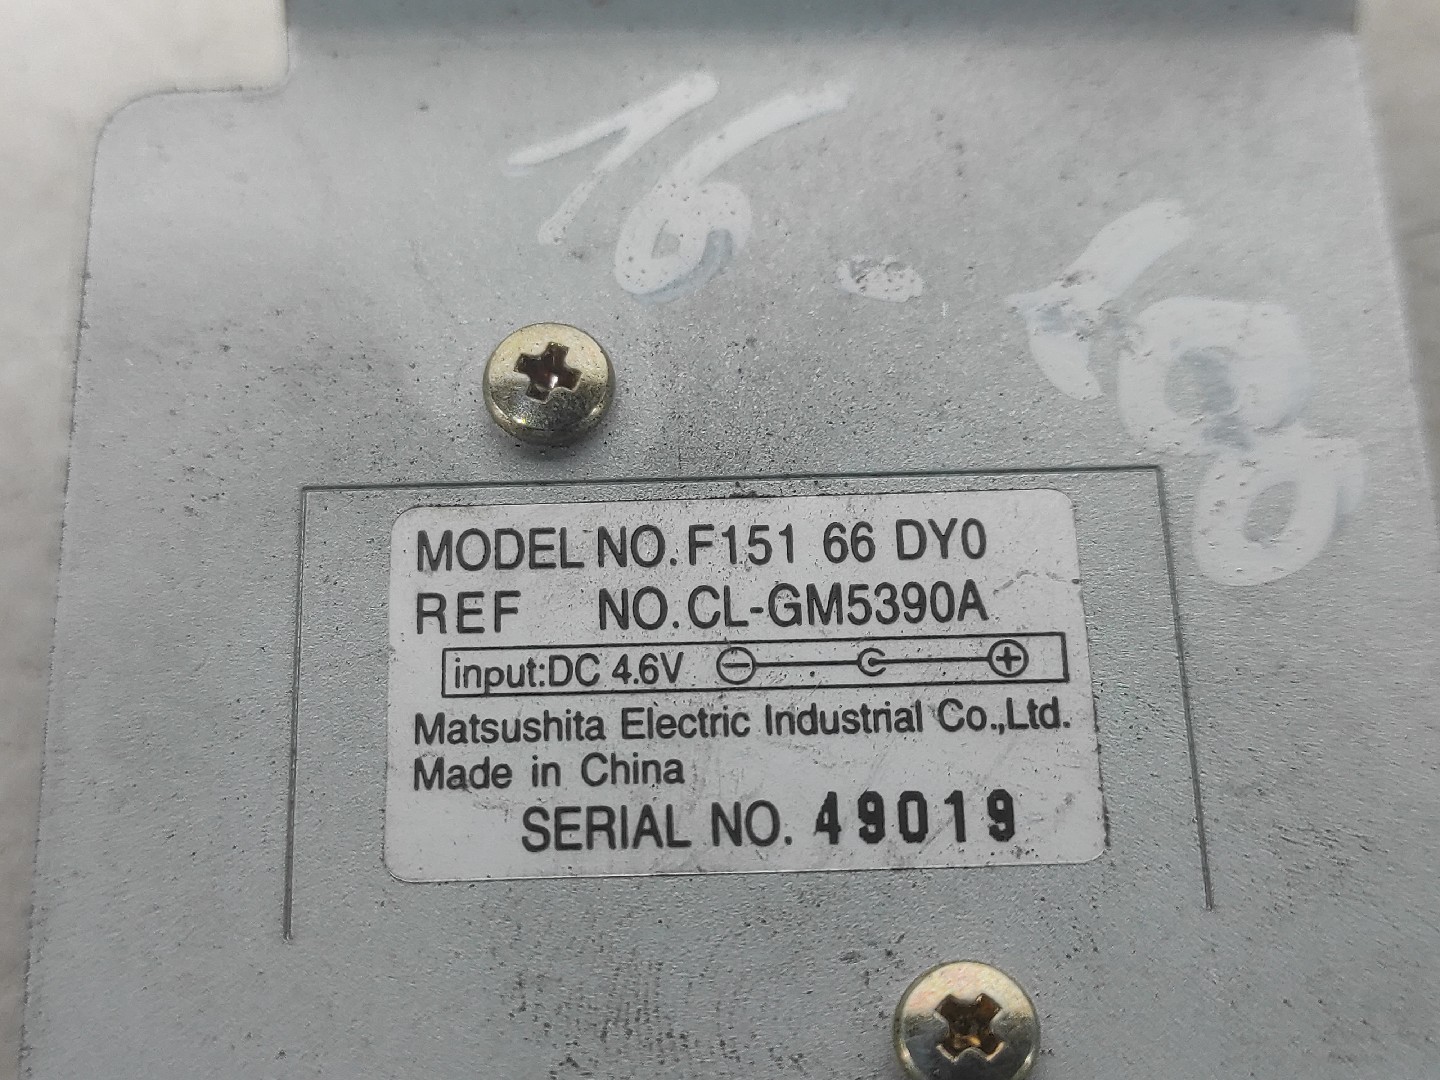 16-18
MODEL NO. F151 66 DY0
REF NO. CL-GM5390A
input:DC 4.6V
Matsushita Electric Industrial Co.,Ltd.
Made in China
SERIAL NO. 49019